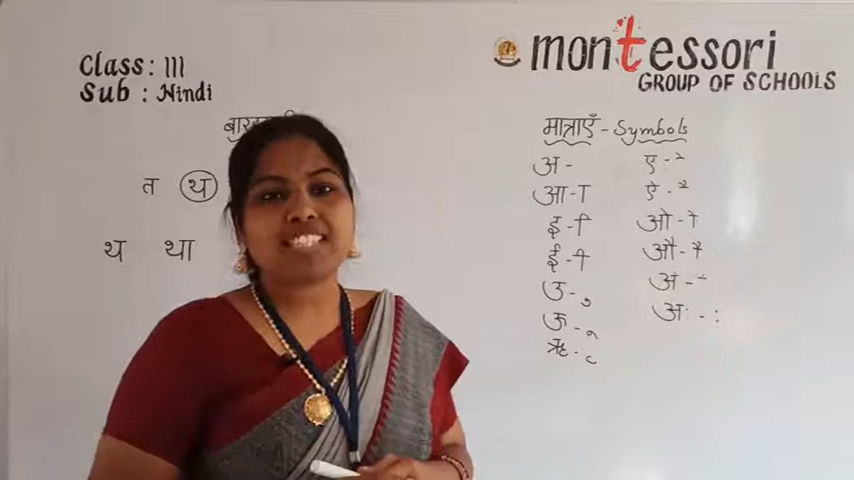 Class : III
Sub : Hindi
montessori
GROUP OF SCHOOLS
त थ
थ था
मात्राएँ - Symbols
अ -
आ - ा
इ - ि
ई - ी
उ - ु
ऊ - ू
ऋ - ृ
ए - े
ऐ - ै
ओ - ो
औ - ौ
अं - ं
अः - ः